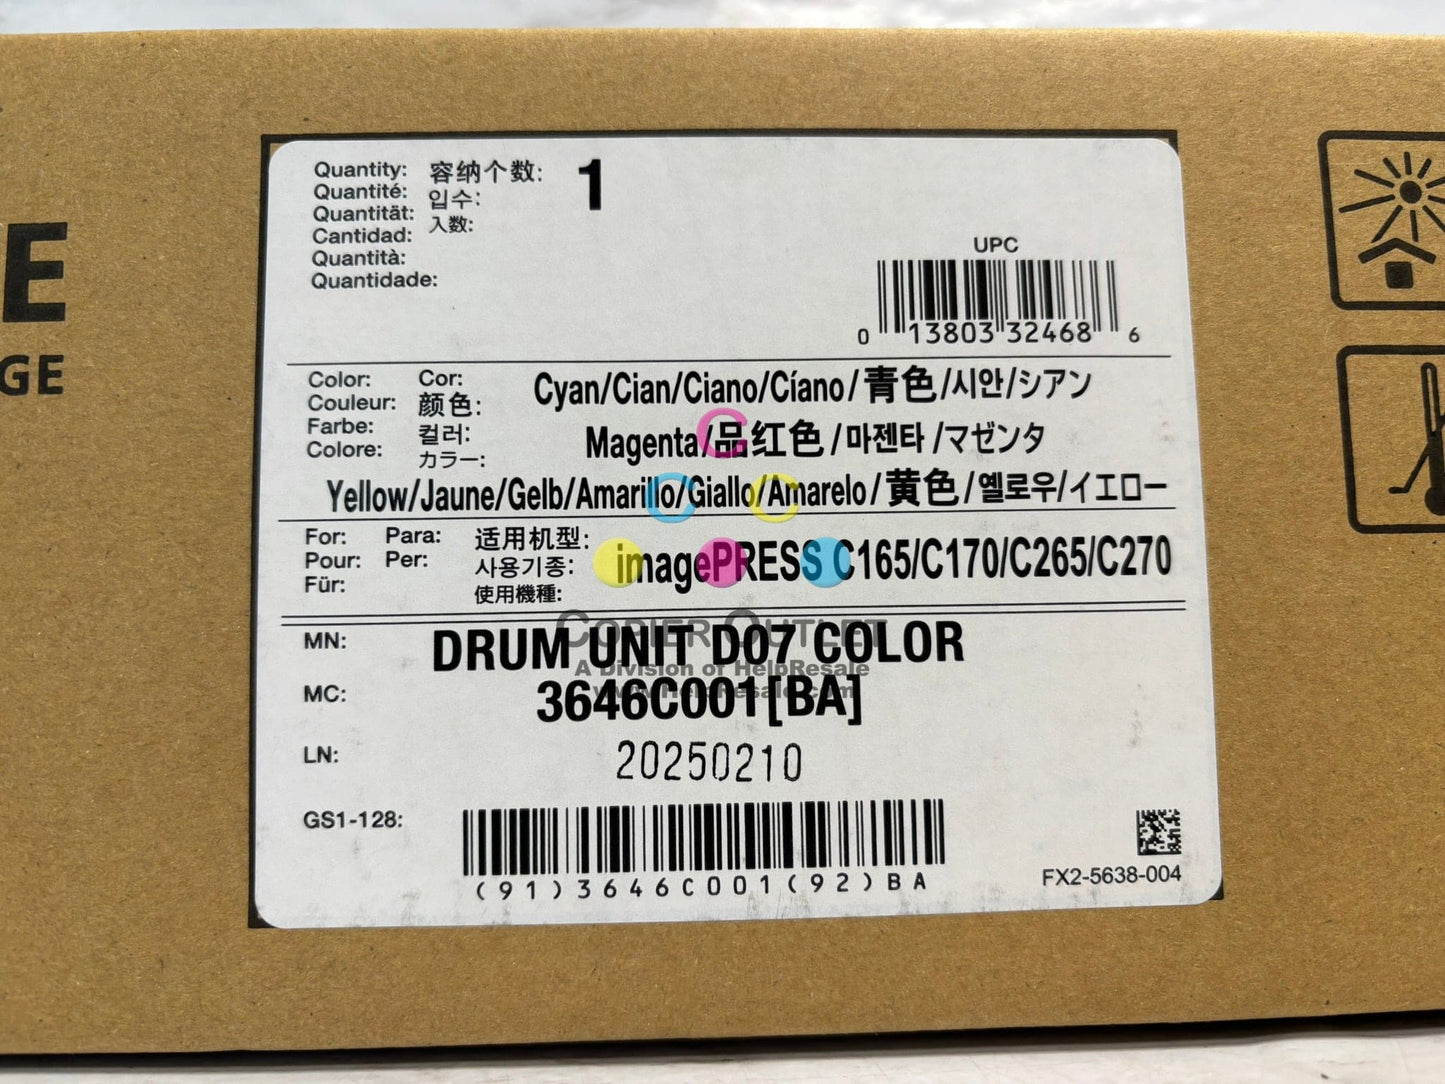 E
GE
Quantity: 容纳个数: 1
Quantité: 입수:
Quantität: 入数:
Cantidad:
Quantità:
Quantidade:
UPC
0 13803 32468 6
Color: Cor: Cyan/Cian/Ciano/Cíano/青色/시안/シアン
Couleur: 颜色:
Farbe: 컬러: Magenta/品红色/마젠타/マゼンタ
Colore: カラー:
Yellow/Jaune/Gelb/Amarillo/Giallo/Amarelo/黄色/옐로우/イエロー
For: Para: 适用机型: imagePRESS C165/C170/C265/C270
Pour: Per: 사용기종:
Für: 使用機種:
COPIER OUTLET
MN: DRUM UNIT D07 COLOR
A Division of HelpResale
www.HelpResale.com
MC: 3646C001[BA]
LN: 20250210
GS1-128:
(91)3646C001(92)BA
FX2-5638-004